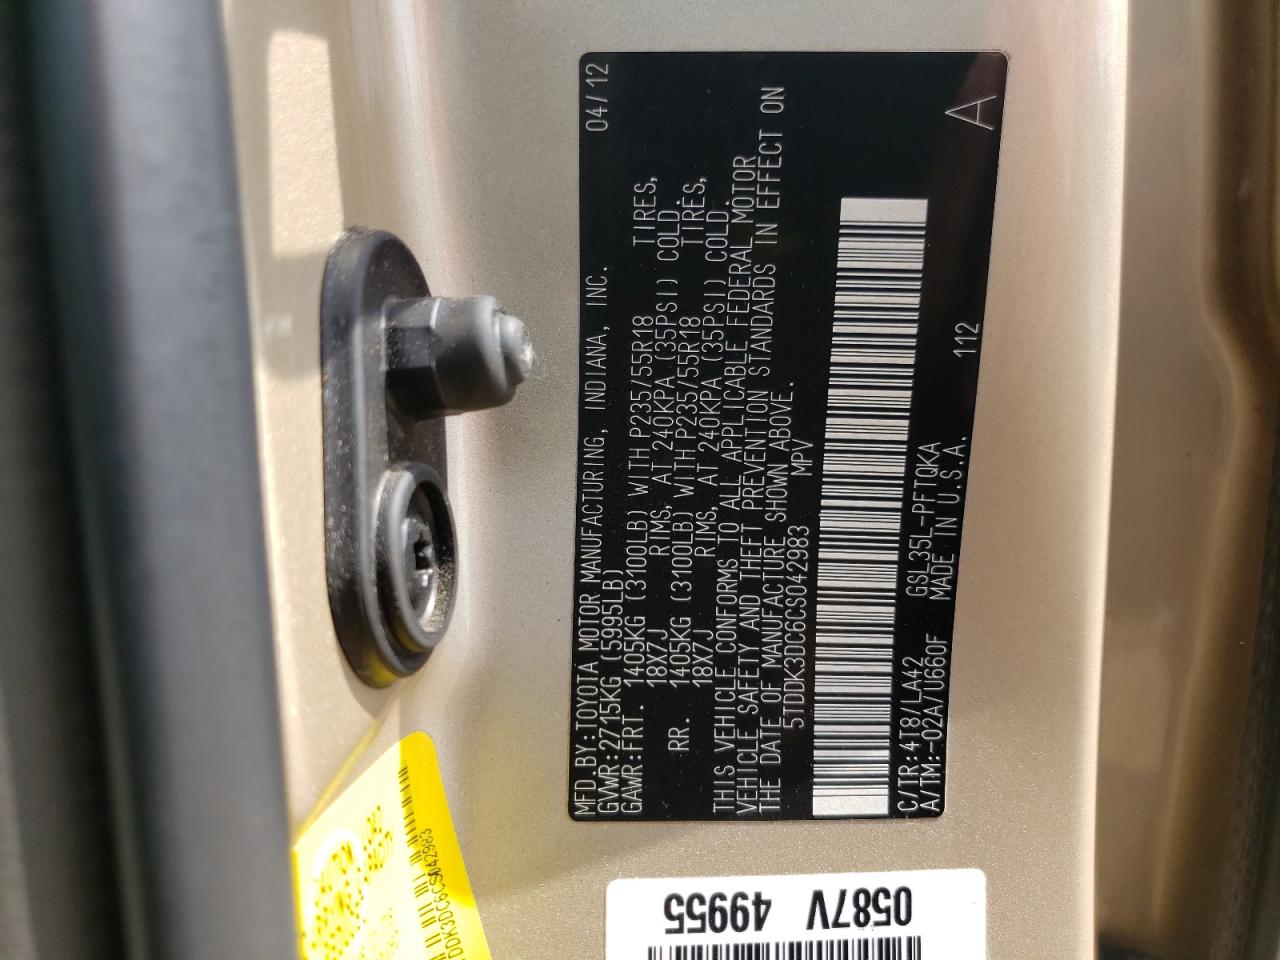 MFD.BY:TOYOTA MOTOR MANUFACTURING, INDIANA, INC. 04/12
GVWR:2715KG (5995LB)
GAWR:FRT. 1405KG (3100LB) WITH P235/55R18 TIRES,
18X7J RIMS, AT 240KPA (35PSI) COLD.
RR. 1405KG (3100LB) WITH P235/55R18 TIRES,
18X7J RIMS, AT 240KPA (35PSI) COLD.
THIS VEHICLE CONFORMS TO ALL APPLICABLE FEDERAL MOTOR
VEHICLE SAFETY AND THEFT PREVENTION STANDARDS IN EFFECT ON
THE DATE OF MANUFACTURE SHOWN ABOVE.
5TDDK3DC6CS042983 MPV
C/TR:4T8/LA42 GSL35L-PFTQKA 112
A/TM:-02A/U660F MADE IN U.S.A.
A
0587V 49955
LOAD
CAPACITY